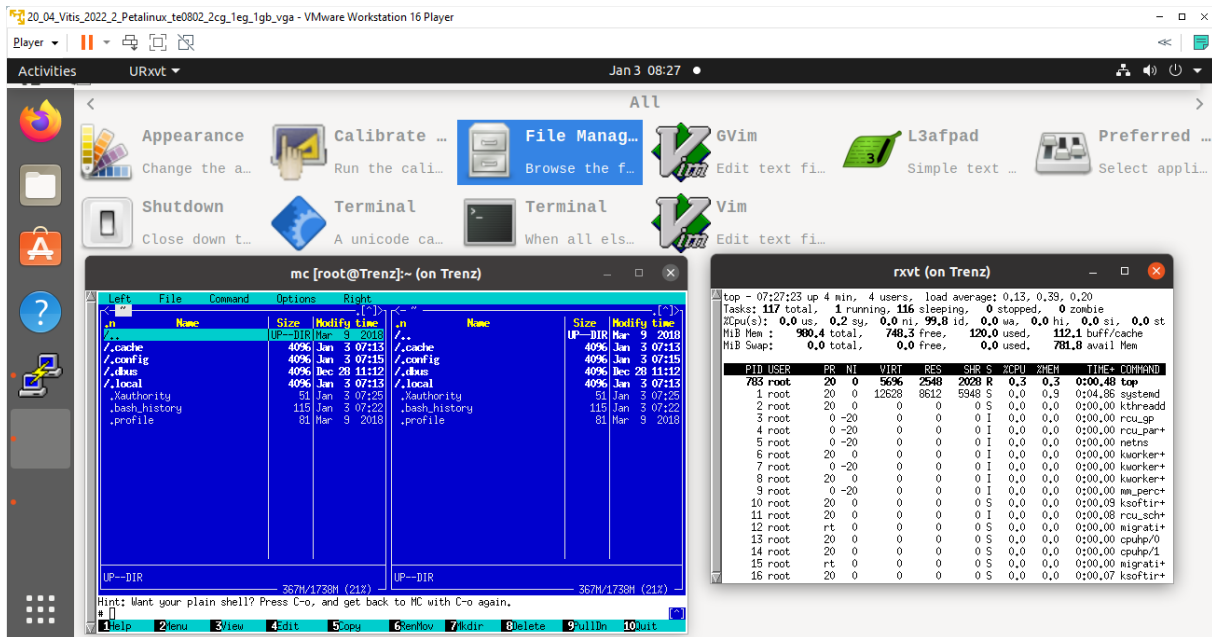 20_04_Vitis_2022_2_Petalinux_te0802_2cg_1eg_1gb_vga - VMware Workstation 16 Player
Player
Activities URxvt Jan 3 08:27
All
Appearance Calibrate … File Manag… GVim L3afpad Preferred …
Change the a… Run the cali… Browse the f… Edit text fi… Simple text … Select appli…
Shutdown Terminal Terminal Vim
Close down t… A unicode ca… When all els… Edit text fi…
mc [root@Trenz]:~ (on Trenz)
Left File Command Options Right
<- ~ .[^]> <- ~ .[^]>
.n Name Size Modify time .n Name Size Modify time
/.. UP--DIR Mar 9 2018 /.. UP--DIR Mar 9 2018
/.cache 4096 Jan 3 07:13 /.cache 4096 Jan 3 07:13
/.config 4096 Jan 3 07:15 /.config 4096 Jan 3 07:15
/.dbus 4096 Dec 28 11:12 /.dbus 4096 Dec 28 11:12
/.local 4096 Jan 3 07:13 /.local 4096 Jan 3 07:13
.Xauthority 51 Jan 3 07:25 .Xauthority 51 Jan 3 07:25
.bash_history 115 Jan 3 07:22 .bash_history 115 Jan 3 07:22
.profile 81 Mar 9 2018 .profile 81 Mar 9 2018
UP--DIR UP--DIR
367M/1738M (21%) 367M/1738M (21%)
Hint: Want your plain shell? Press C-o, and get back to MC with C-o again.
# [^]
1Help 2Menu 3View 4Edit 5Copy 6RenMov 7Mkdir 8Delete 9PullDn 10Quit
rxvt (on Trenz)
top - 07:27:23 up 4 min, 4 users, load average: 0.13, 0.39, 0.20
Tasks: 117 total, 1 running, 116 sleeping, 0 stopped, 0 zombie
%Cpu(s): 0.0 us, 0.2 sy, 0.0 ni, 99.8 id, 0.0 wa, 0.0 hi, 0.0 si, 0.0 st
MiB Mem : 980.4 total, 748.3 free, 120.0 used, 112.1 buff/cache
MiB Swap: 0.0 total, 0.0 free, 0.0 used. 781.8 avail Mem
PID USER PR NI VIRT RES SHR S %CPU %MEM TIME+ COMMAND
783 root 20 0 5696 2548 2028 R 0.3 0.3 0:00.48 top
1 root 20 0 12628 8612 5948 S 0.0 0.9 0:04.86 systemd
2 root 20 0 0 0 0 S 0.0 0.0 0:00.00 kthreadd
3 root 0 -20 0 0 0 I 0.0 0.0 0:00.00 rcu_gp
4 root 0 -20 0 0 0 I 0.0 0.0 0:00.00 rcu_par+
5 root 0 -20 0 0 0 I 0.0 0.0 0:00.00 netns
6 root 20 0 0 0 0 I 0.0 0.0 0:00.00 kworker+
7 root 0 -20 0 0 0 I 0.0 0.0 0:00.00 kworker+
8 root 20 0 0 0 0 I 0.0 0.0 0:00.00 kworker+
9 root 0 -20 0 0 0 I 0.0 0.0 0:00.00 mm_perc+
10 root 20 0 0 0 0 S 0.0 0.0 0:00.09 ksoftir+
11 root 20 0 0 0 0 I 0.0 0.0 0:00.08 rcu_sch+
12 root rt 0 0 0 0 S 0.0 0.0 0:00.00 migrati+
13 root 20 0 0 0 0 S 0.0 0.0 0:00.00 cpuhp/0
14 root 20 0 0 0 0 S 0.0 0.0 0:00.00 cpuhp/1
15 root rt 0 0 0 0 S 0.0 0.0 0:00.00 migrati+
16 root 20 0 0 0 0 S 0.0 0.0 0:00.07 ksoftir+